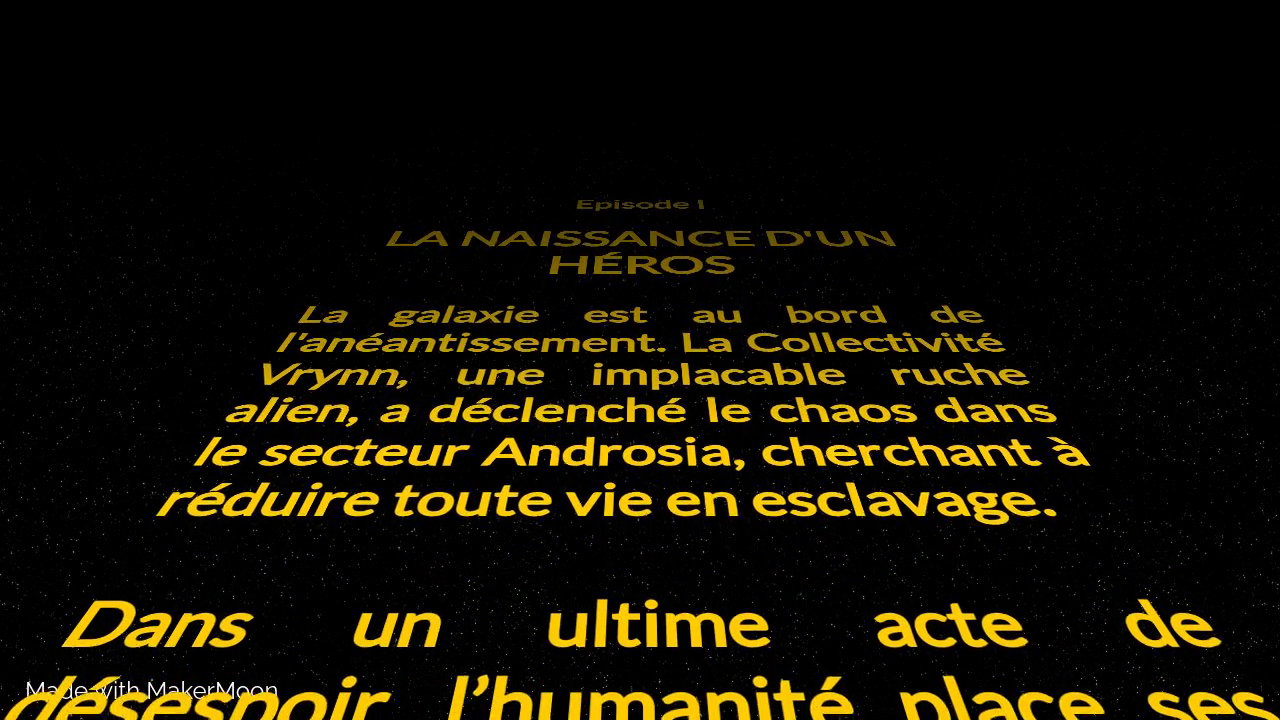 Episode I
LA NAISSANCE D'UN
HÉROS
La galaxie est au bord de
l'anéantissement. La Collectivité
Vrynn, une implacable ruche
alien, a déclenché le chaos dans
le secteur Androsia, cherchant à
réduire toute vie en esclavage.
Dans un ultime acte de
désespoir, l’humanité place ses
Made with MakerMoon